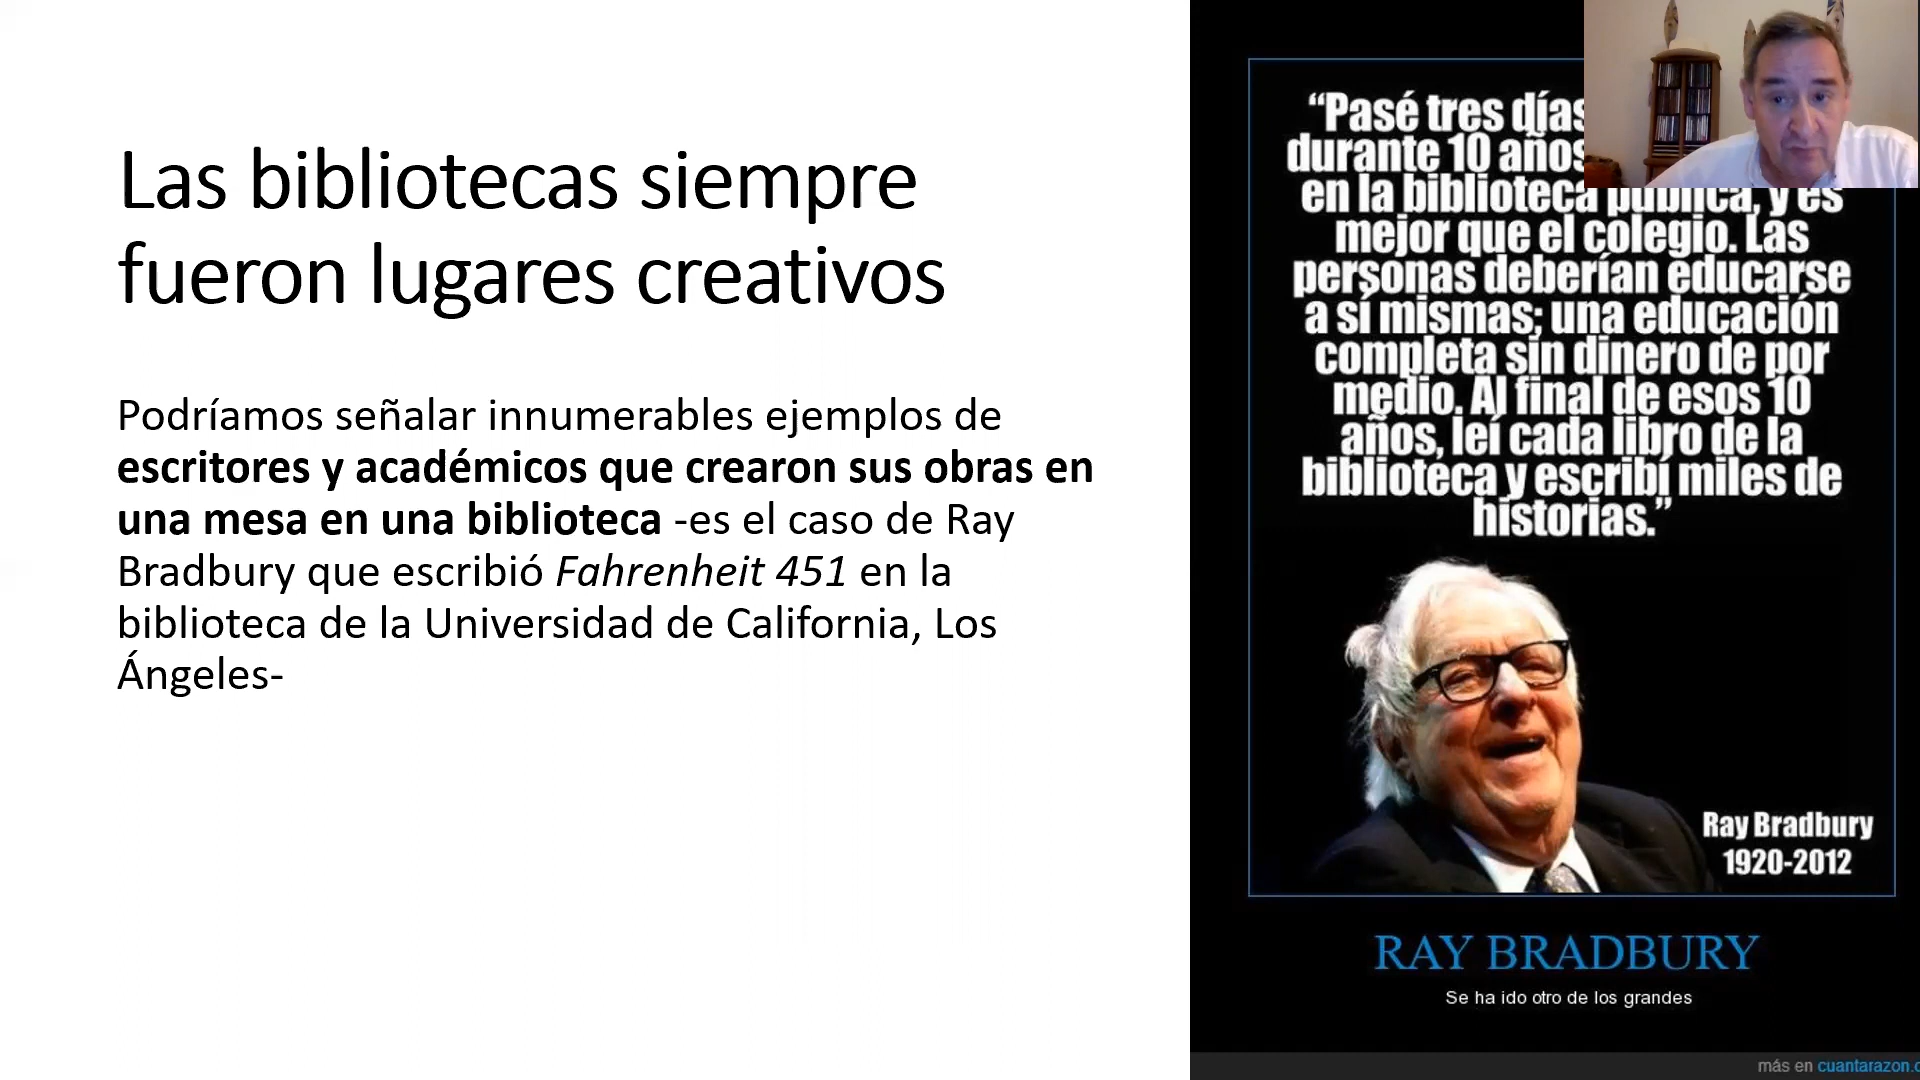 Las bibliotecas siempre
fueron lugares creativos
Podríamos señalar innumerables ejemplos de
escritores y académicos que crearon sus obras en
una mesa en una biblioteca -es el caso de Ray
Bradbury que escribió Fahrenheit 451 en la
biblioteca de la Universidad de California, Los
Ángeles-
“Pasé tres días
durante 10 años
en la biblioteca pública, y es
mejor que el colegio. Las
personas deberían educarse
a sí mismas; una educación
completa sin dinero de por
medio. Al final de esos 10
años, leí cada libro de la
biblioteca y escribí miles de
historias.”
Ray Bradbury
1920-2012
RAY BRADBURY
Se ha ido otro de los grandes
más en cuantarazon.c